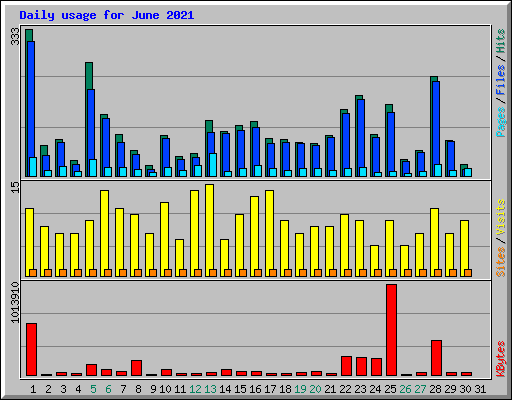 Daily usage for June 2021
333
Pages / Files / Hits
15
Sites / Visits
1013910
KBytes
1 2 3 4 5 6 7 8 9 10 11 12 13 14 15 16 17 18 19 20 21 22 23 24 25 26 27 28 29 30 31